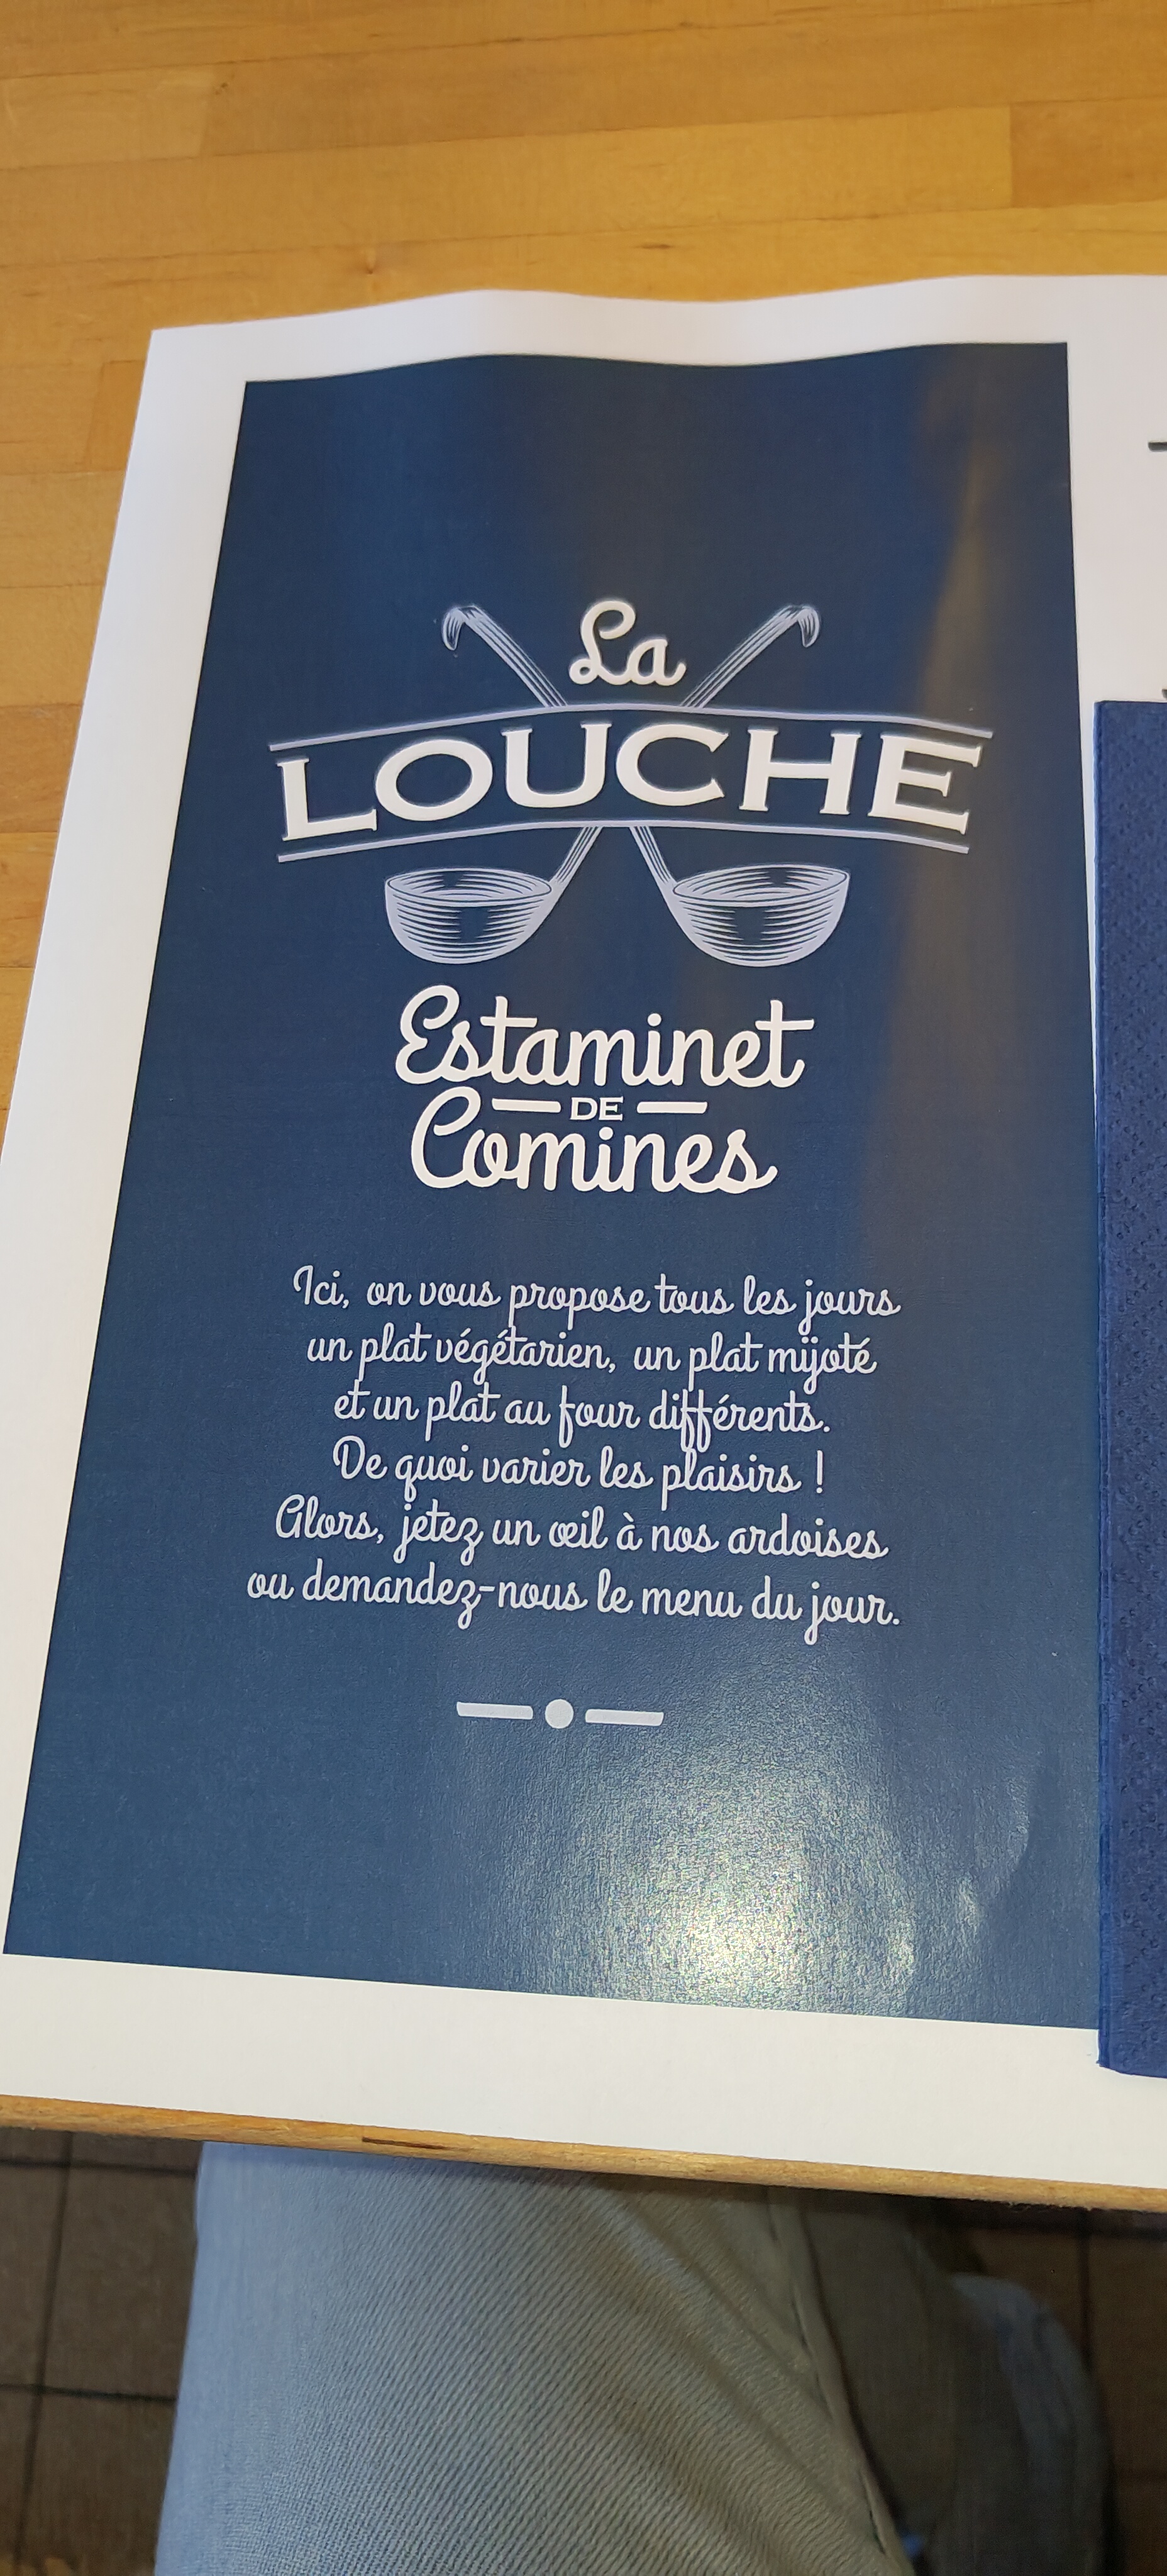 La
LOUCHE
Estaminet
DE
Comines
Ici, on vous propose tous les jours
un plat végétarien, un plat mijoté
et un plat au four différents.
De quoi varier les plaisirs !
Alors, jetez un œil à nos ardoises
ou demandez-nous le menu du jour.